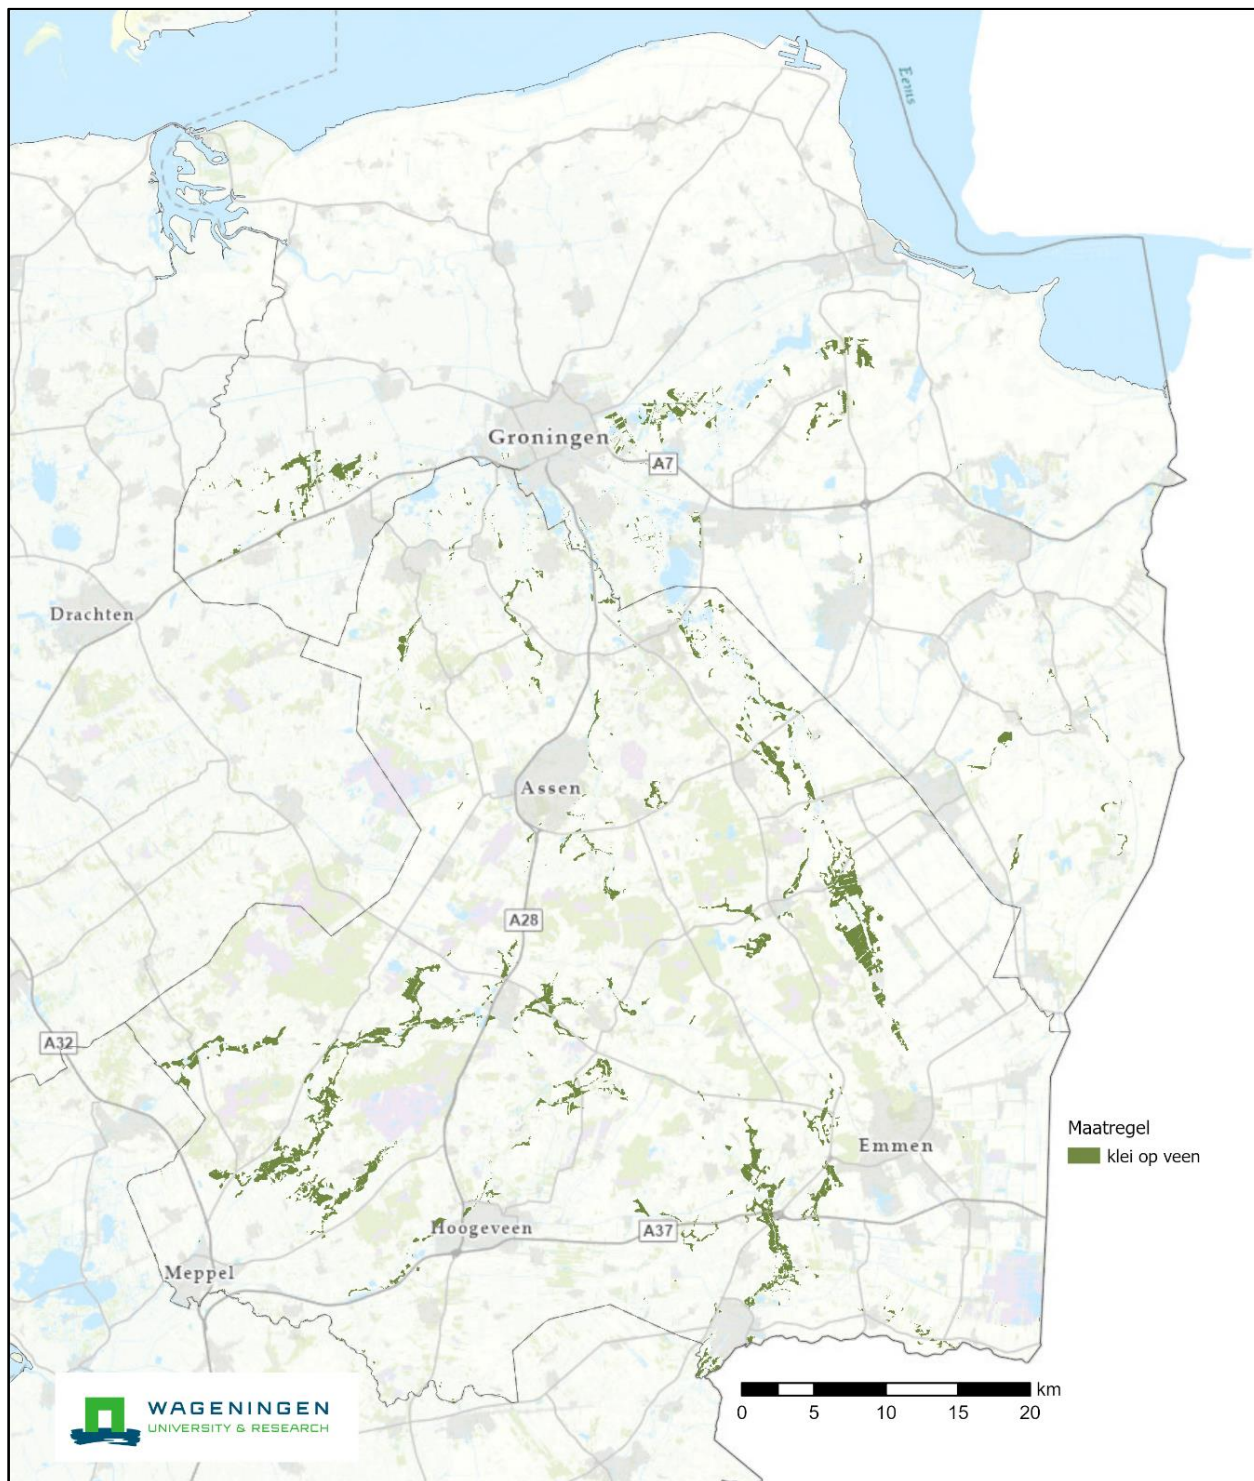 Eems
Groningen
A7
Drachten
Assen
A28
A32
Emmen
Maatregel
klei op veen
Hoogeveen
A37
Meppel
WAGENINGEN
UNIVERSITY & RESEARCH
km
0 5 10 15 20